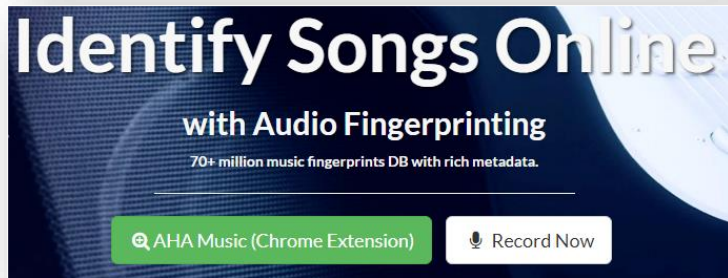 Identify Songs Online
with Audio Fingerprinting
70+ million music fingerprints DB with rich metadata.
AHA Music (Chrome Extension)
Record Now